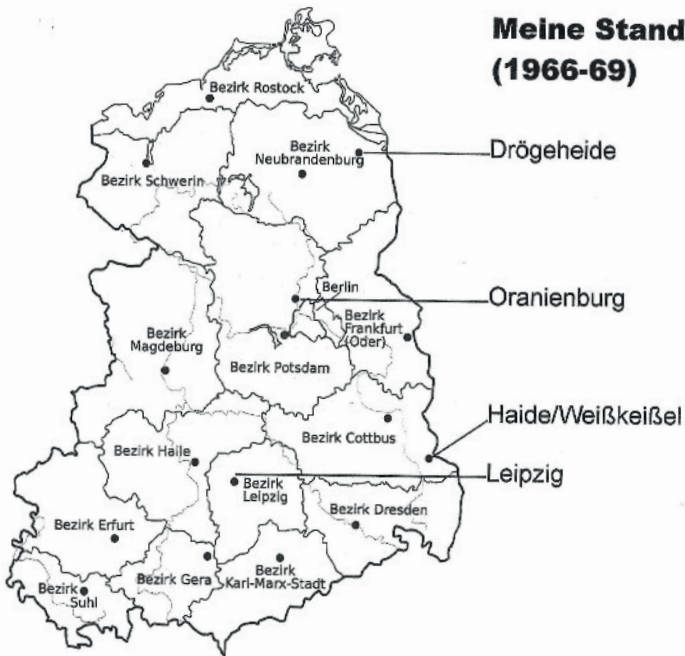 Meine Stand
(1966-69)
Bezirk Rostock
Bezirk
Neubrandenburg
Drögeheide
Bezirk Schwerin
Berlin
Oranienburg
Bezirk
Frankfurt
(Oder)
Bezirk
Magdeburg
Bezirk Potsdam
Haide/Weißkeißel
Bezirk Cottbus
Bezirk Halle
Leipzig
Bezirk
Leipzig
Bezirk Dresden
Bezirk Erfurt
Bezirk Gera
Bezirk
Karl-Marx-Stadt
Bezirk
Suhl